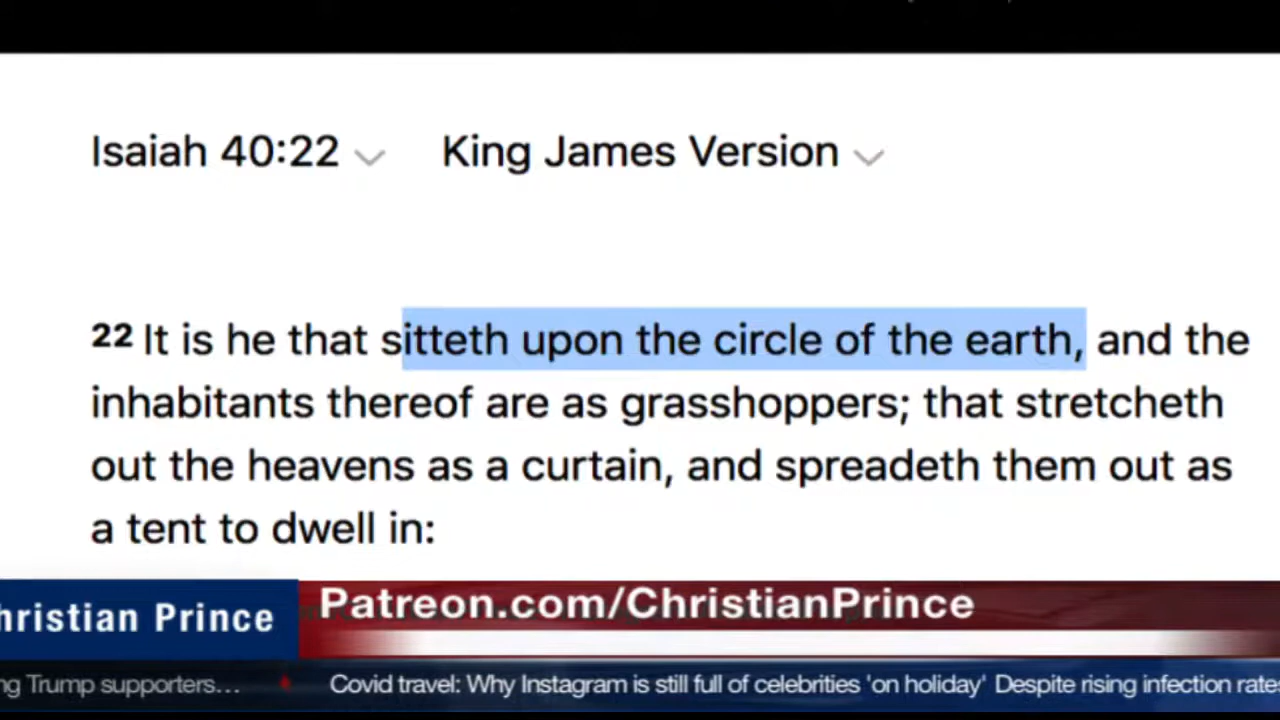 Isaiah 40:22 King James Version
22 It is he that sitteth upon the circle of the earth, and the
inhabitants thereof are as grasshoppers; that stretcheth
out the heavens as a curtain, and spreadeth them out as
a tent to dwell in:
hristian Prince
Patreon.com/ChristianPrince
ng Trump supporters... Covid travel: Why Instagram is still full of celebrities 'on holiday' Despite rising infection rates